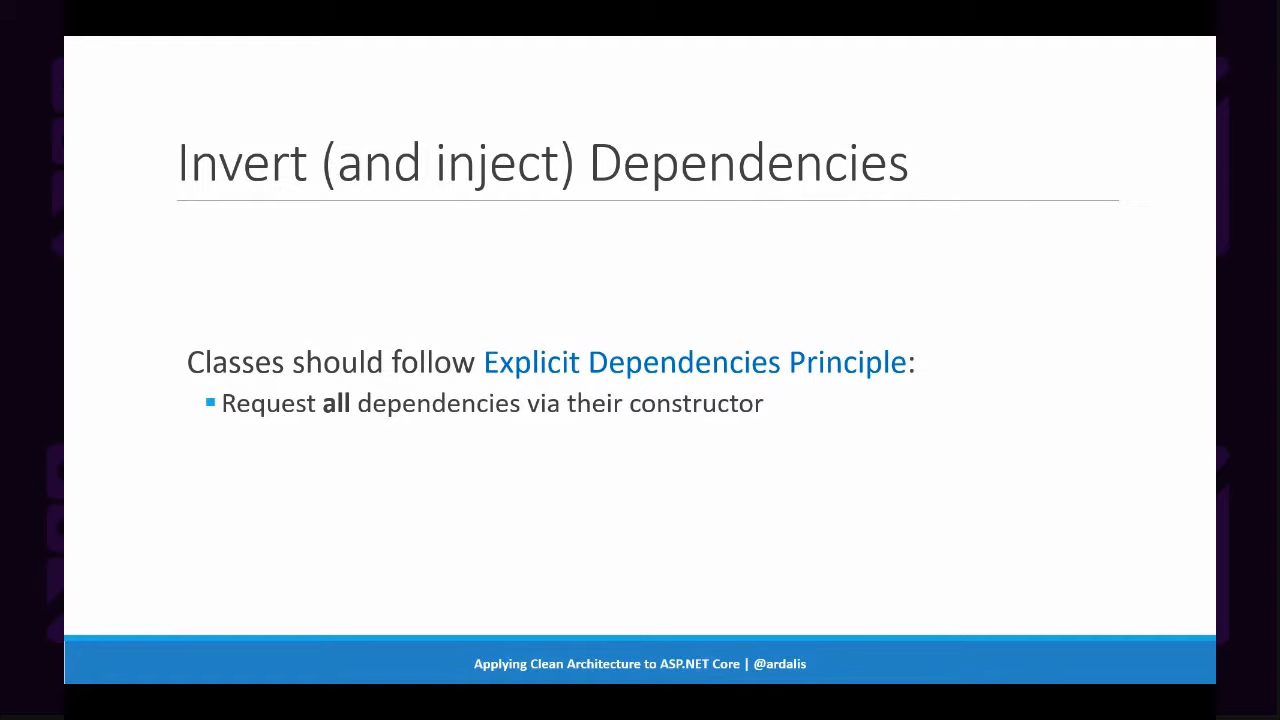 Invert (and inject) Dependencies
Classes should follow Explicit Dependencies Principle:
▪ Request all dependencies via their constructor
Applying Clean Architecture to ASP.NET Core | @ardalis